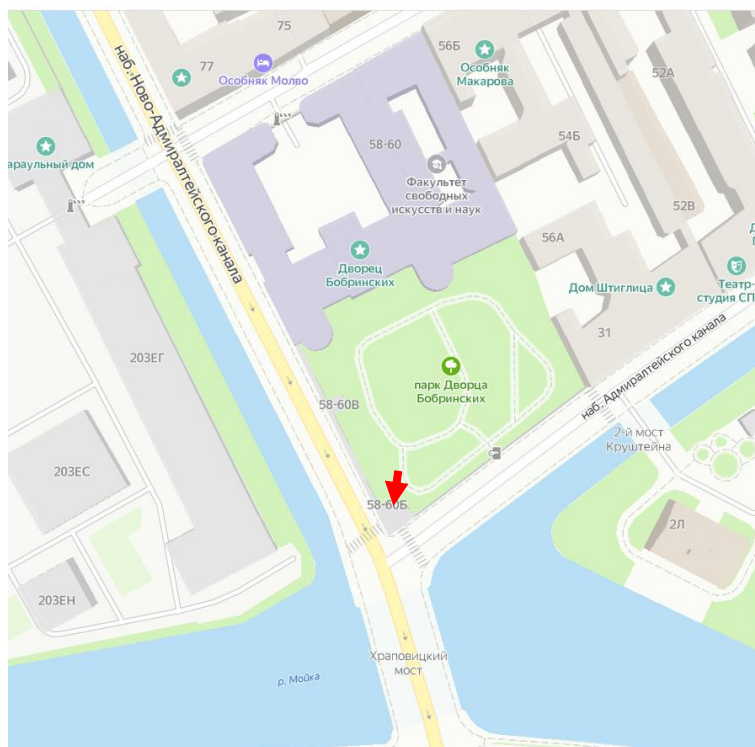 75
77
Особняк Молво
56Б
Особняк
Макарова
52А
наб. Ново-Адмиралтейского канала
58-60
54Б
араульный дом
Факультет
свободных
искусств и наук
52В
56А
Дворец
Бобринских
Дом Штиглица
Д
Театр-
студия СП
203ЕГ
31
наб. Адмиралтейского канала
парк Дворца
Бобринских
58-60В
2-й мост
Круштейна
203ЕС
58-60Б
2Л
203ЕН
Храповицкий
мост
р. Мойка